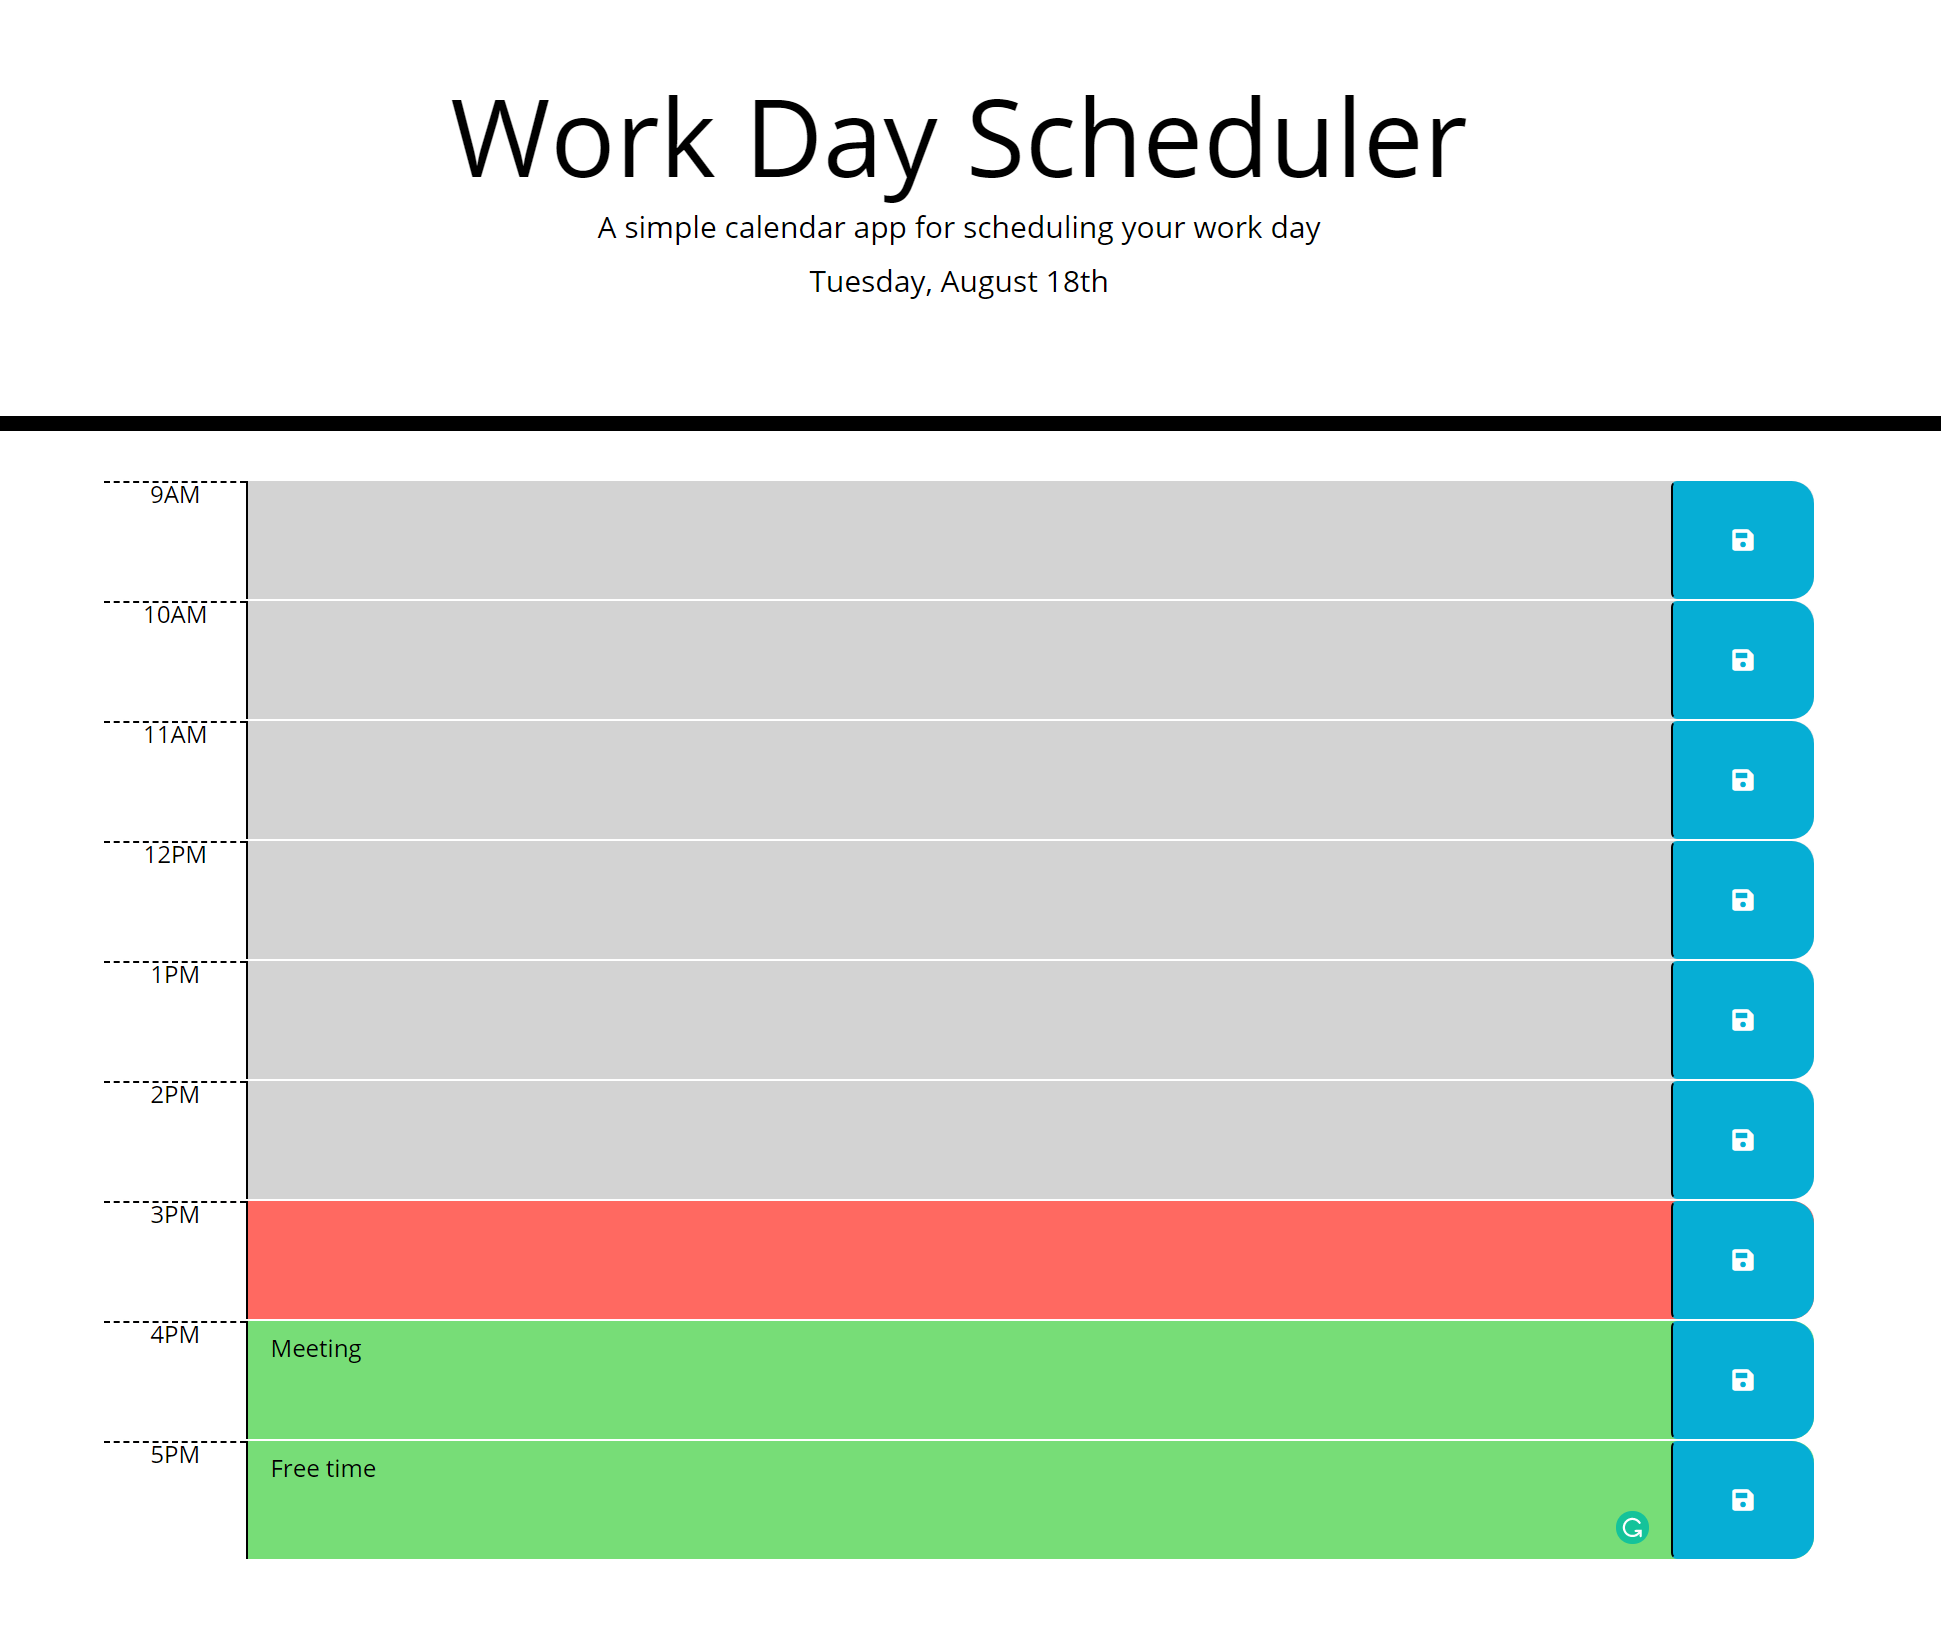 Work Day Scheduler
A simple calendar app for scheduling your work day
Tuesday, August 18th
9AM
10AM
11AM
12PM
1PM
2PM
3PM
4PM
Meeting
5PM
Free time